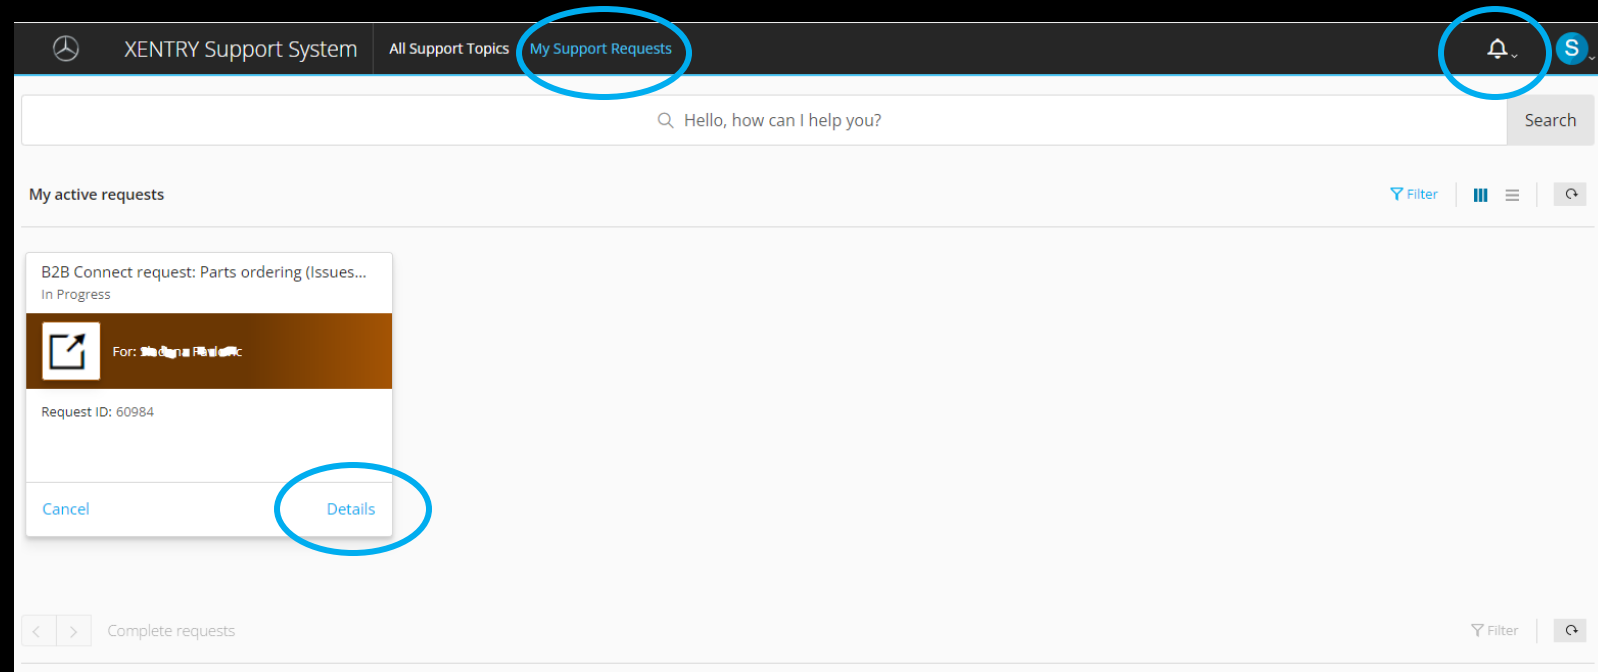 XENTRY Support System All Support Topics My Support Requests S
Hello, how can I help you? Search
My active requests Filter
B2B Connect request: Parts ordering (Issues...
In Progress
For:
Request ID: 60984
Cancel Details
Complete requests Filter